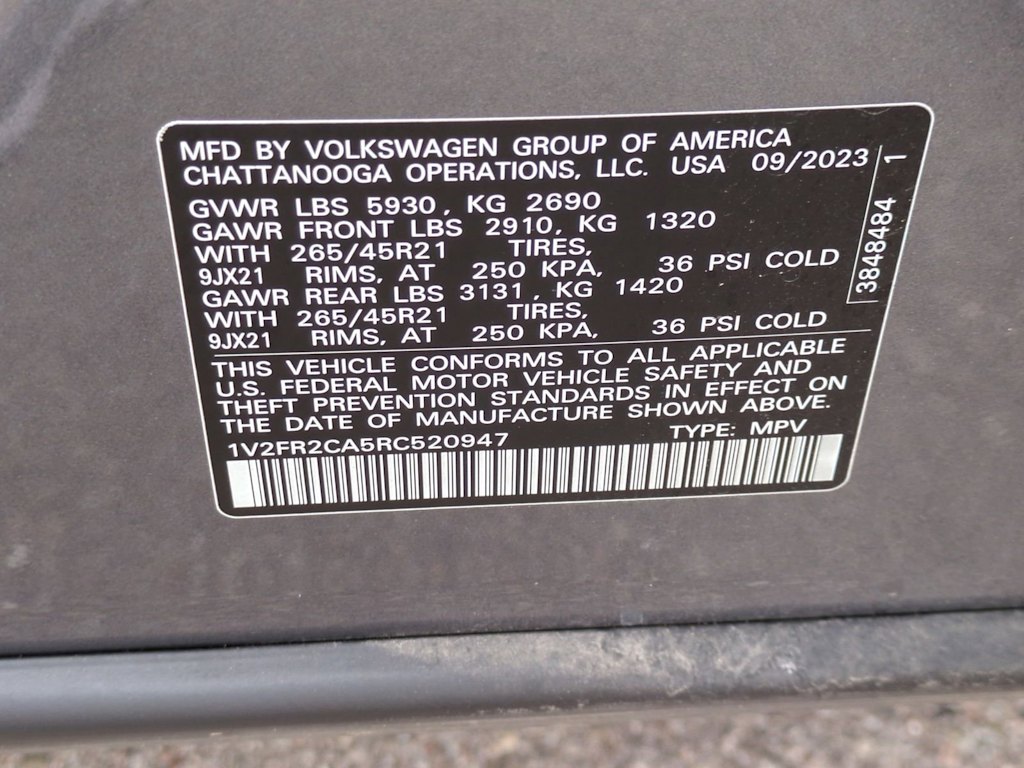 MFD BY VOLKSWAGEN GROUP OF AMERICA
CHATTANOOGA OPERATIONS, LLC. USA 09/2023
GVWR LBS 5930, KG 2690
GAWR FRONT LBS 2910, KG 1320
WITH 265/45R21 TIRES,
9JX21 RIMS, AT 250 KPA, 36 PSI COLD
GAWR REAR LBS 3131, KG 1420
WITH 265/45R21 TIRES,
9JX21 RIMS, AT 250 KPA, 36 PSI COLD
THIS VEHICLE CONFORMS TO ALL APPLICABLE
U.S. FEDERAL MOTOR VEHICLE SAFETY AND
THEFT PREVENTION STANDARDS IN EFFECT ON
THE DATE OF MANUFACTURE SHOWN ABOVE.
1V2FR2CA5RC520947 TYPE: MPV
3848484 1